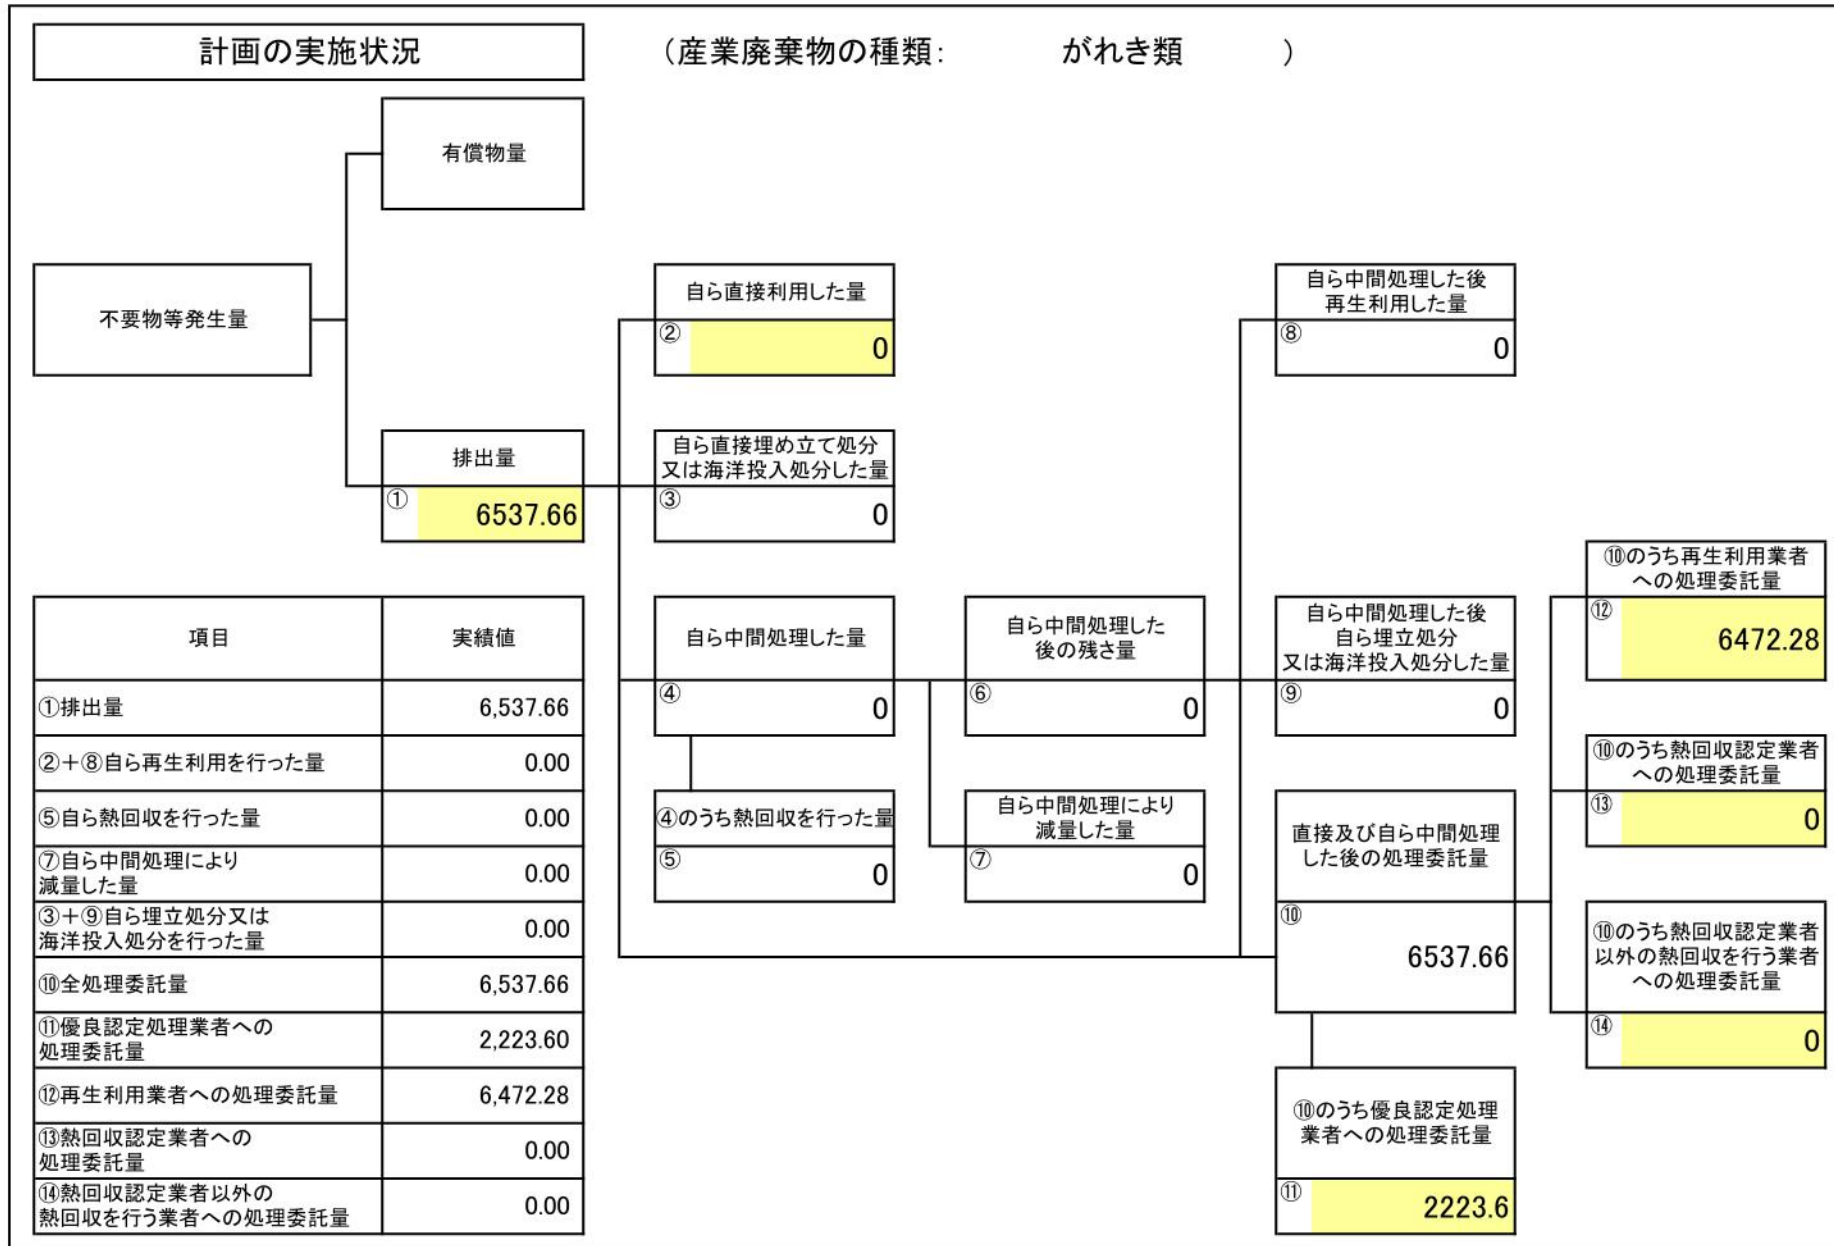 計画の実施状況
（産業廃棄物の種類： がれき類 ）
有償物量
不要物等発生量
排出量
①
6537.66
自ら直接利用した量
②
0
自ら直接埋め立て処分
又は海洋投入処分した量
③
0
自ら中間処理した量
④
0
④のうち熱回収を行った量
⑤
0
自ら中間処理した
後の残さ量
⑥
0
自ら中間処理により
減量した量
⑦
0
自ら中間処理した後
再生利用した量
⑧
0
自ら中間処理した後
自ら埋立処分
又は海洋投入処分した量
⑨
0
直接及び自ら中間処理
した後の処理委託量
⑩
6537.66
⑩のうち優良認定処理
業者への処理委託量
⑪
2223.6
⑩のうち再生利用業者
への処理委託量
⑫
6472.28
⑩のうち熱回収認定業者
への処理委託量
⑬
0
⑩のうち熱回収認定業者
以外の熱回収を行う業者
への処理委託量
⑭
0
項目 実績値
①排出量 6,537.66
②＋⑧自ら再生利用を行った量 0.00
⑤自ら熱回収を行った量 0.00
⑦自ら中間処理により
減量した量 0.00
③＋⑨自ら埋立処分又は
海洋投入処分を行った量 0.00
⑩全処理委託量 6,537.66
⑪優良認定処理業者への
処理委託量 2,223.60
⑫再生利用業者への処理委託量 6,472.28
⑬熱回収認定業者への
処理委託量 0.00
⑭熱回収認定業者以外の
熱回収を行う業者への処理委託量 0.00